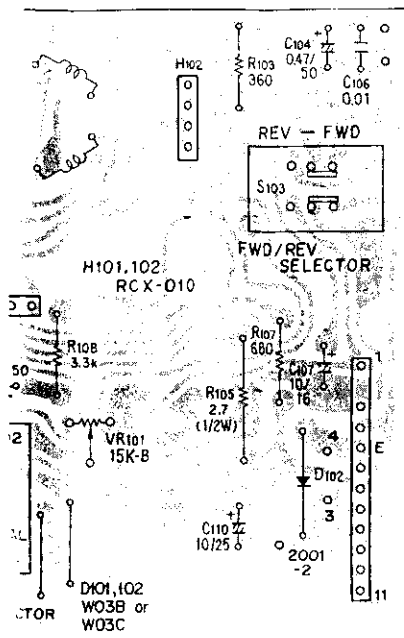 H102
R103
360
C104
0.47/
50
C106
0.01
REV – FWD
S103
FWD/REV
SELECTOR
H101,102
RCX-010
R108
3.3k
50
R107
680
C107
10/
16
1
R105
2.7
(1/2W)
VR101
15K-B
4
E
D102
3
C110
10/25
2001
-2
11
D101,102
W03B or
W03C
CTOR